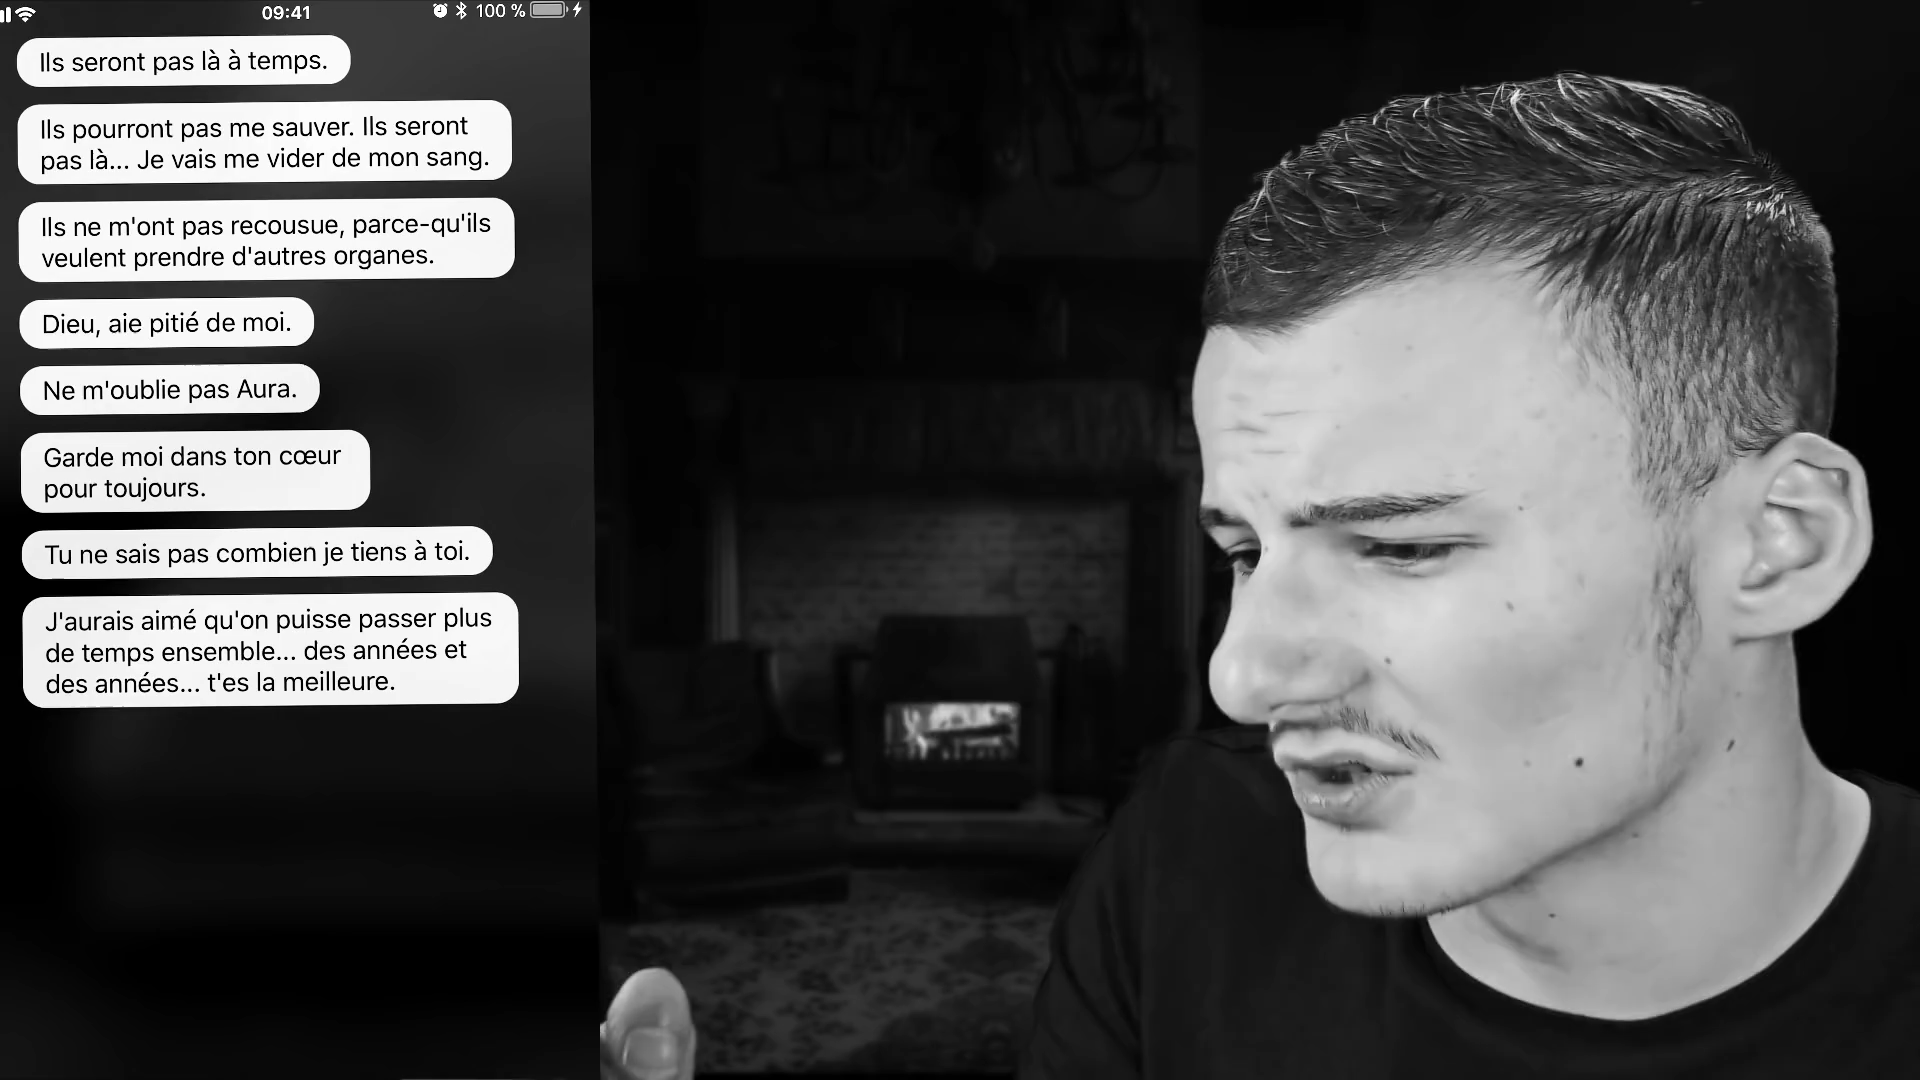 09:41
100 %
Ils seront pas là à temps.
Ils pourront pas me sauver. Ils seront
pas là... Je vais me vider de mon sang.
Ils ne m'ont pas recousue, parce-qu'ils
veulent prendre d'autres organes.
Dieu, aie pitié de moi.
Ne m'oublie pas Aura.
Garde moi dans ton cœur
pour toujours.
Tu ne sais pas combien je tiens à toi.
J'aurais aimé qu'on puisse passer plus
de temps ensemble... des années et
des années... t'es la meilleure.